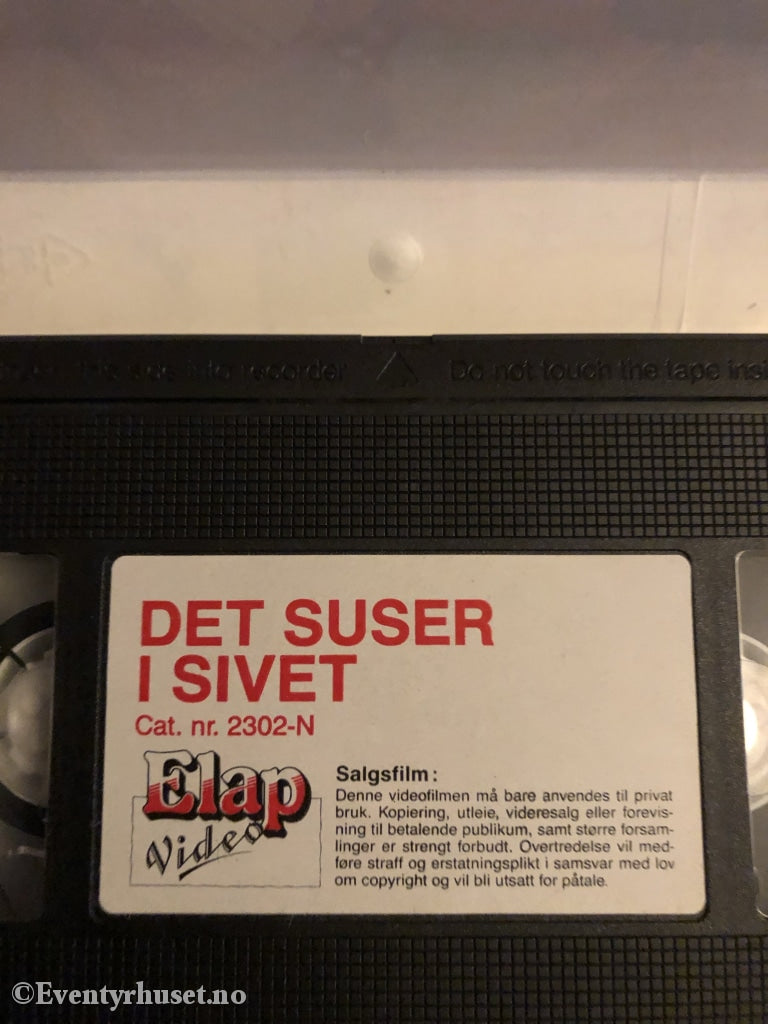 this side into recorder
Do not touch the tape insi
DET SUSER
I SIVET
Cat. nr. 2302-N
Elap
Video
Salgsfilm:
Denne videofilmen må bare anvendes til privat
bruk. Kopiering, utleie, videresalg eller forevis-
ning til betalende publikum, samt større forsam-
linger er strengt forbudt. Overtredelse vil med-
føre straff og erstatningsplikt i samsvar med lov
om copyright og vil bli utsatt for påtale.
©Eventyrhuset.no